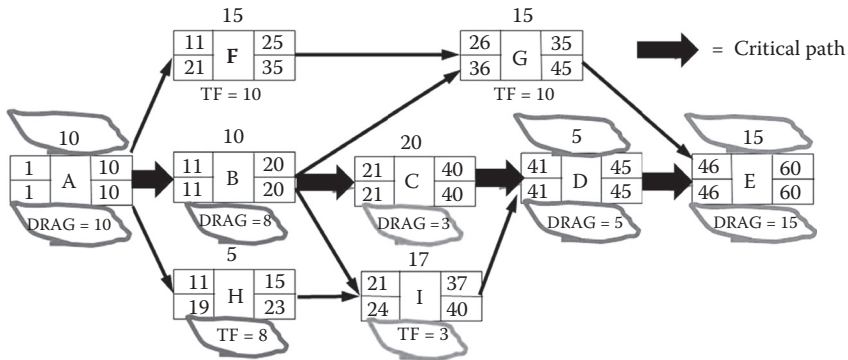 15
11 F 25
21 35
TF = 10
15
26 G 35
36 45
TF = 10
= Critical path
10
1 A 10
1 10
DRAG = 10
10
11 B 20
11 20
DRAG =8
20
21 C 40
21 40
DRAG =3
5
41 D 45
41 45
DRAG = 5
15
46 E 60
46 60
DRAG = 15
5
11 H 15
19 23
TF = 8
17
21 I 37
24 40
TF = 3